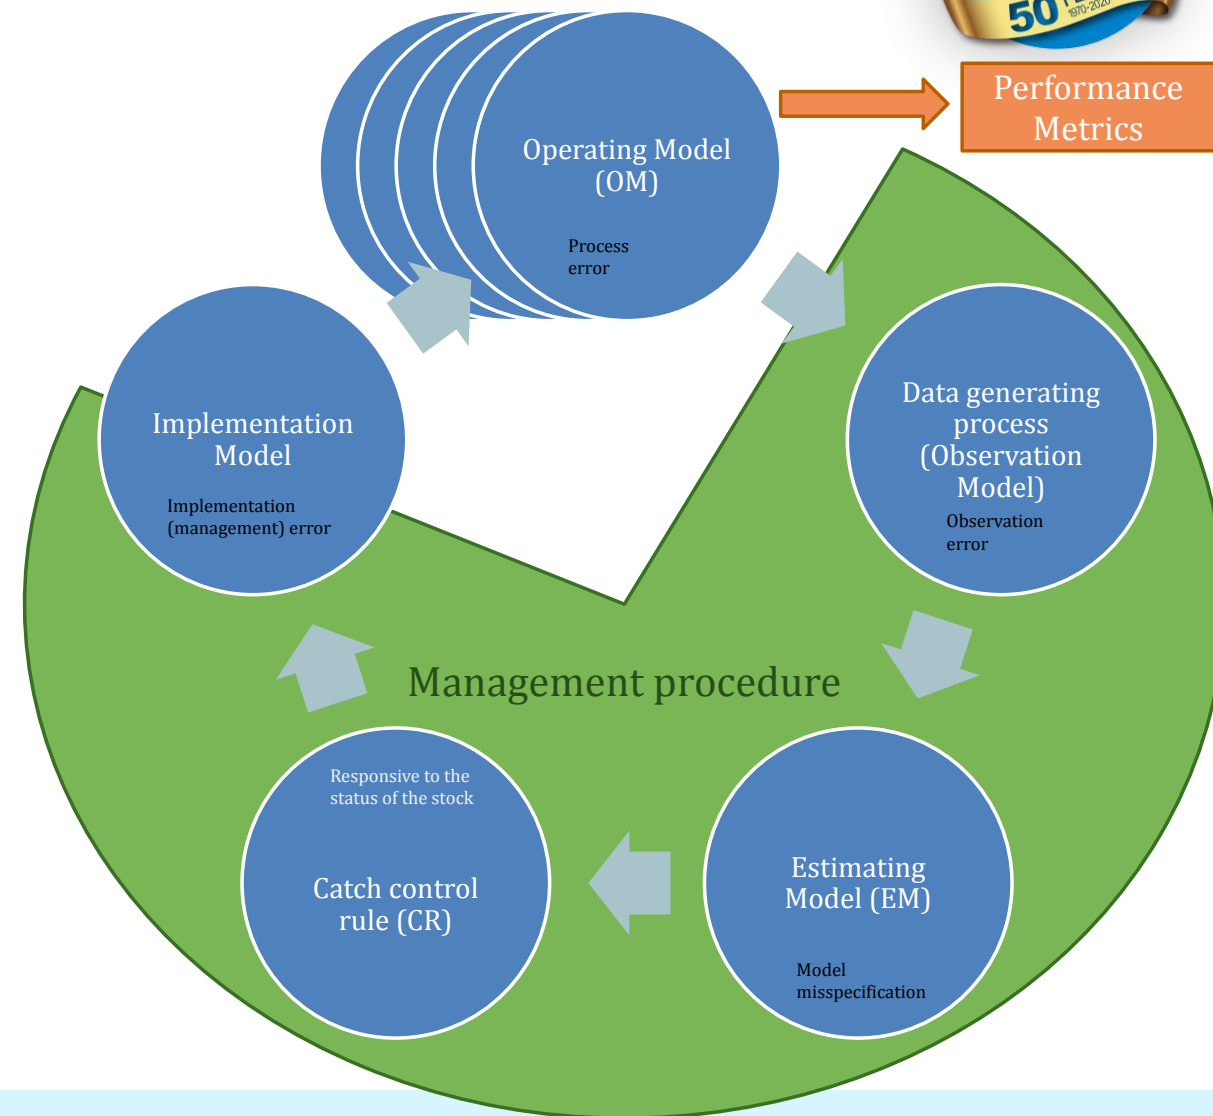 50
1970-2020
Performance
Metrics
Operating Model
(OM)
Process
error
Data generating
process
(Observation
Model)
Observation
error
Implementation
Model
Implementation
(management) error
Management procedure
Responsive to the
status of the stock
Catch control
rule (CR)
Estimating
Model (EM)
Model
misspecification